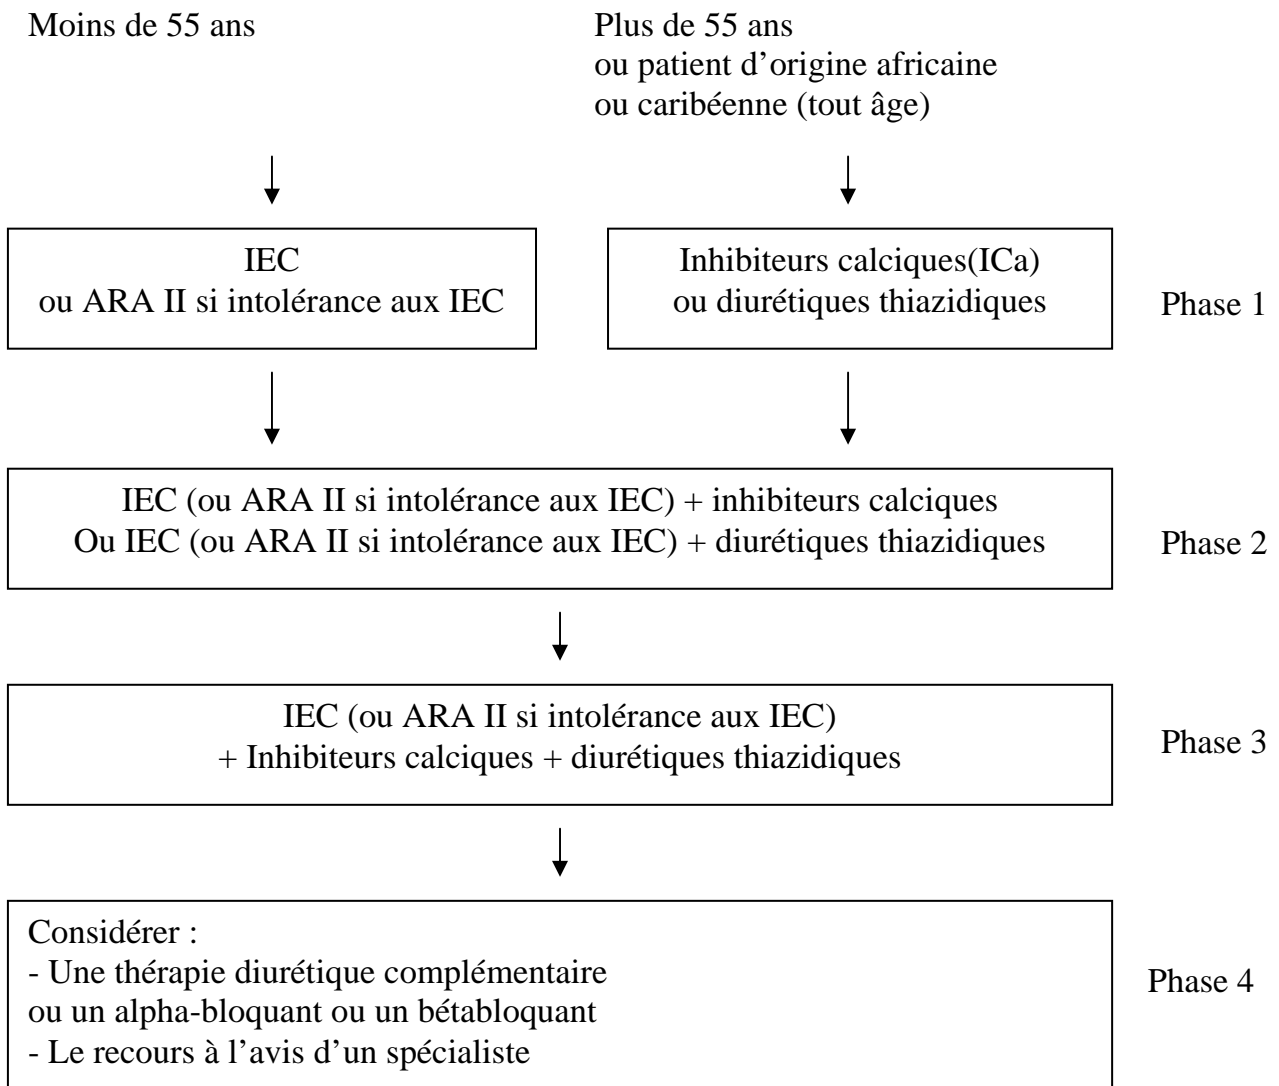 Moins de 55 ans
Plus de 55 ans
ou patient d’origine africaine
ou caribéenne (tout âge)
IEC
ou ARA II si intolérance aux IEC
Inhibiteurs calciques(ICa)
ou diurétiques thiazidiques
Phase 1
IEC (ou ARA II si intolérance aux IEC) + inhibiteurs calciques
Ou IEC (ou ARA II si intolérance aux IEC) + diurétiques thiazidiques
Phase 2
IEC (ou ARA II si intolérance aux IEC)
+ Inhibiteurs calciques + diurétiques thiazidiques
Phase 3
Considérer :
- Une thérapie diurétique complémentaire
ou un alpha-bloquant ou un bétabloquant
- Le recours à l’avis d’un spécialiste
Phase 4